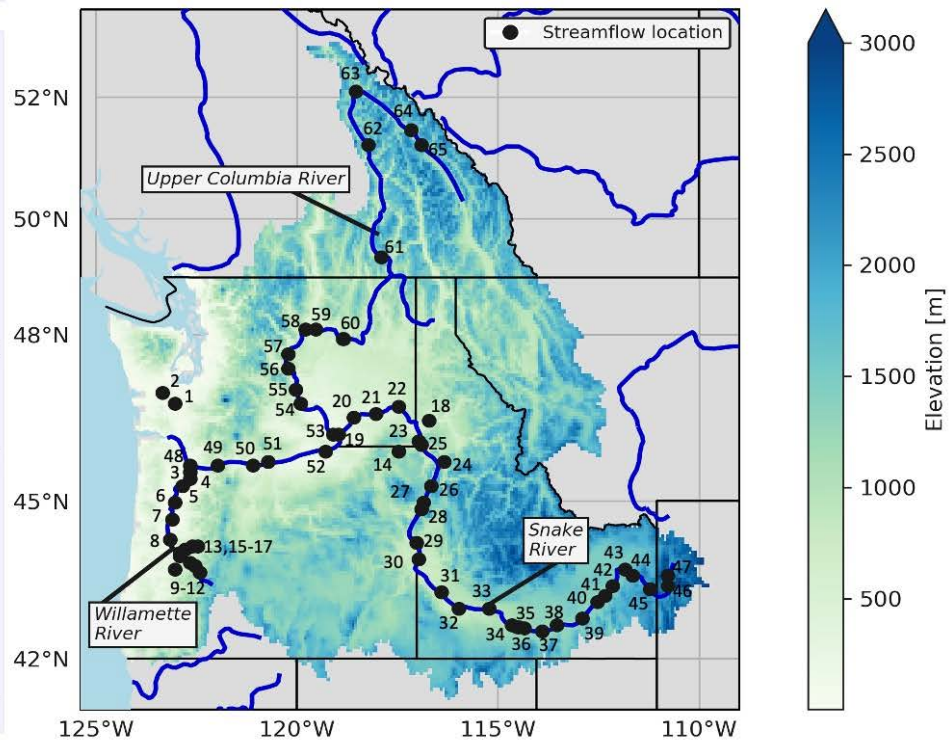 Streamflow location
52°N
50°N
48°N
45°N
42°N
125°W
120°W
115°W
110°W
Upper Columbia River
Snake
River
Willamette
River
63
64
62
65
61
58 59 60
57
56
55
54
2
1
20 21 22
18
53 19
23 25
48 49 50 51
52
14
24
3
4
5
6
26
27
7
28
8
13,15-17
29
9-12
30
31
32
33
34 35
36
37
38
39
40
41
42
43
44
45
46
47
3000
2500
2000
1500
1000
500
Elevation [m]